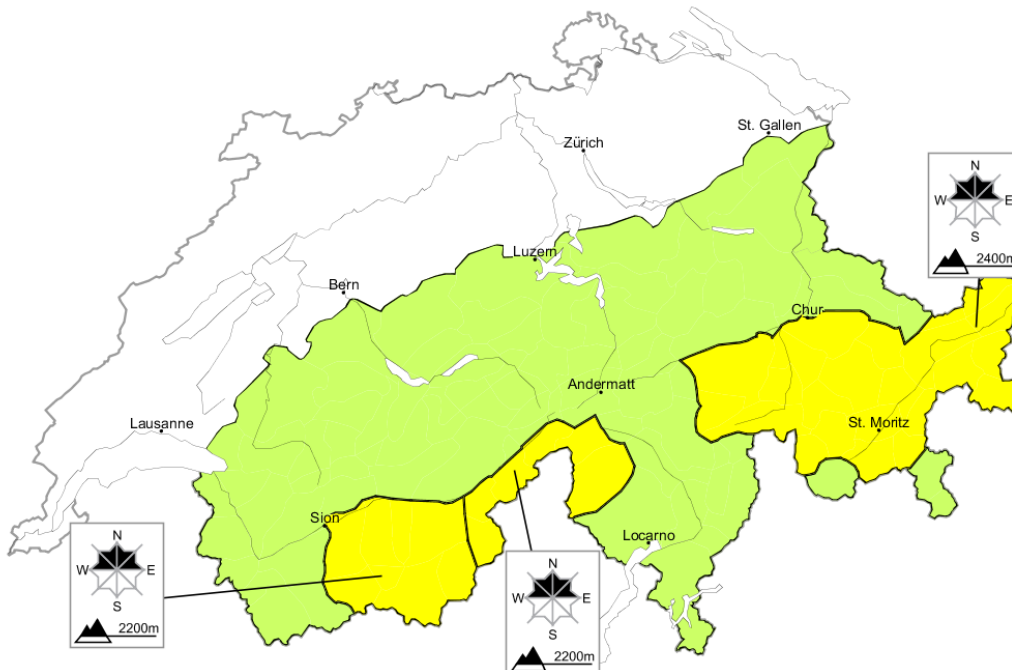 St. Gallen
Zürich
N
W E
S
2400m
Luzern
Bern
Chur
Andermatt
Lausanne
St. Moritz
Sion
Locarno
N
W E
S
2200m
N
W E
S
2200m